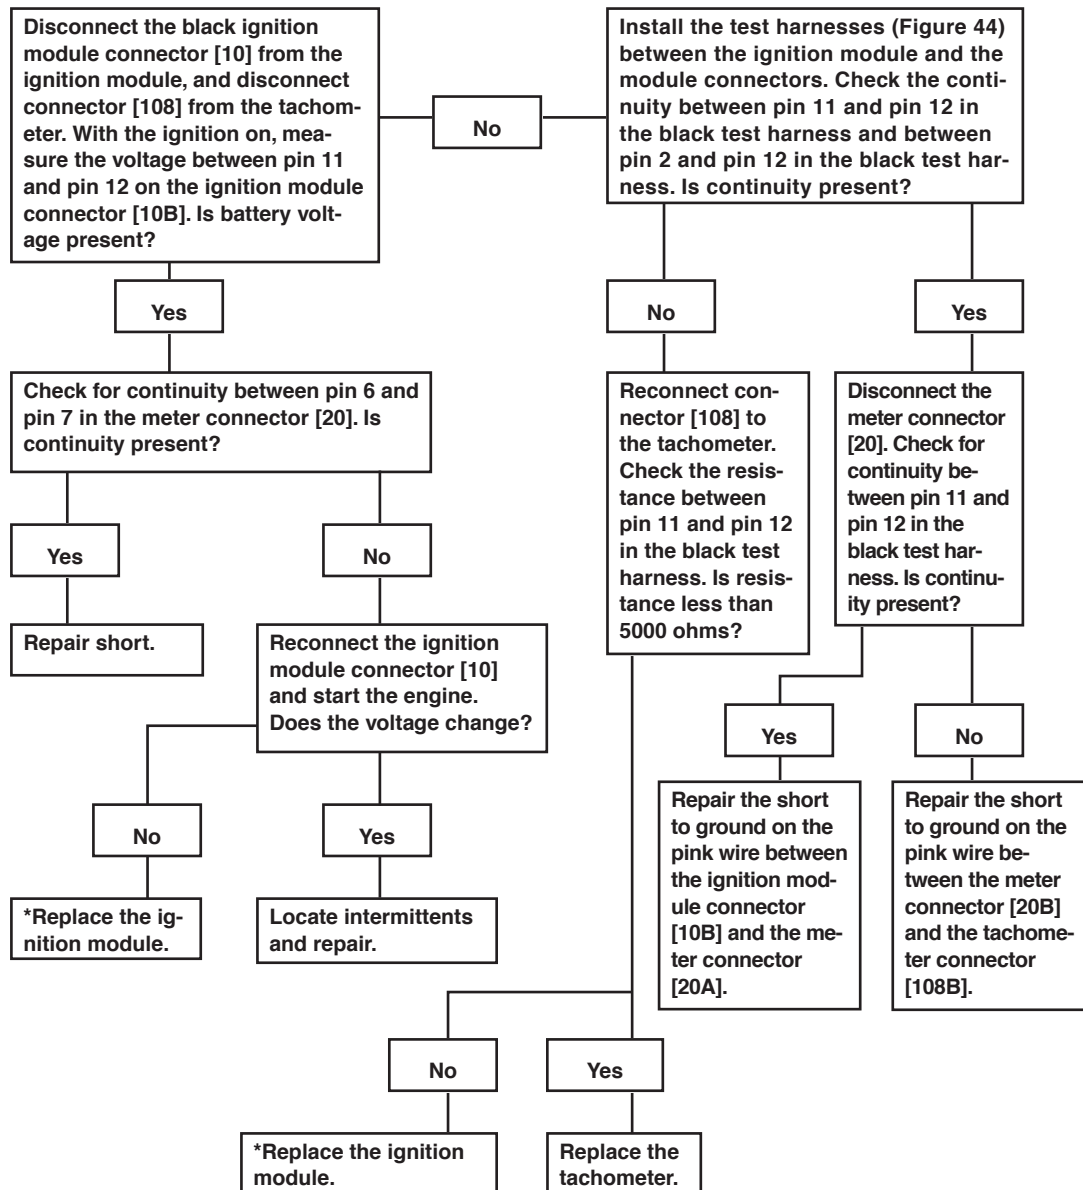 Disconnect the black ignition
module connector [10] from the
ignition module, and disconnect
connector [108] from the tachom-
eter. With the ignition on, mea-
sure the voltage between pin 11
and pin 12 on the ignition module
connector [10B]. Is battery volt-
age present?
No
Install the test harnesses (Figure 44)
between the ignition module and the
module connectors. Check the conti-
nuity between pin 11 and pin 12 in
the black test harness and between
pin 2 and pin 12 in the black test har-
ness. Is continuity present?
Yes
No
Yes
Check for continuity between pin 6 and
pin 7 in the meter connector [20]. Is
continuity present?
Reconnect con-
nector [108] to
the tachometer.
Check the resis-
tance between
pin 11 and pin 12
in the black test
harness. Is resis-
tance less than
5000 ohms?
Disconnect the
meter connector
[20]. Check for
continuity be-
tween pin 11 and
pin 12 in the
black test har-
ness. Is continu-
ity present?
Yes
No
Repair short.
Reconnect the ignition
module connector [10]
and start the engine.
Does the voltage change?
Yes
No
No
Yes
Repair the short
to ground on the
pink wire between
the ignition mod-
ule connector
[10B] and the me-
ter connector
[20A].
Repair the short
to ground on the
pink wire be-
tween the meter
connector [20B]
and the tachome-
ter connector
[108B].
*Replace the ig-
nition module.
Locate intermittents
and repair.
No
Yes
*Replace the ignition
module.
Replace the
tachometer.